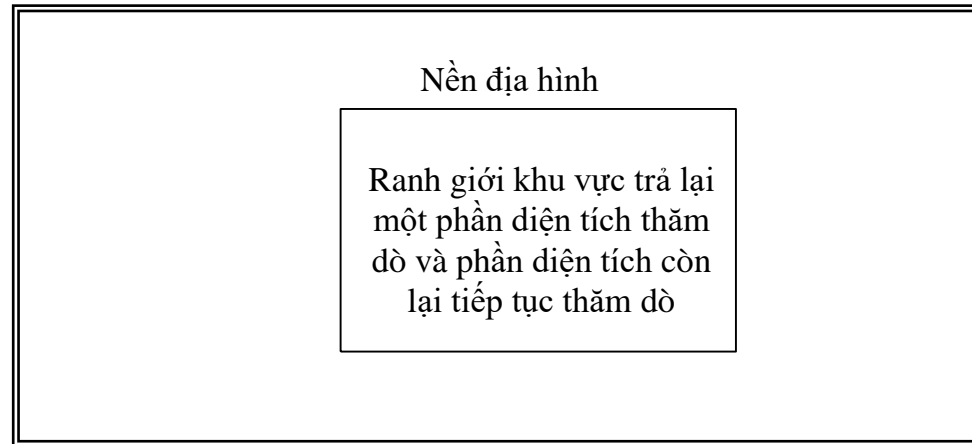 Nền địa hình
Ranh giới khu vực trả lại
một phần diện tích thăm
dò và phần diện tích còn
lại tiếp tục thăm dò